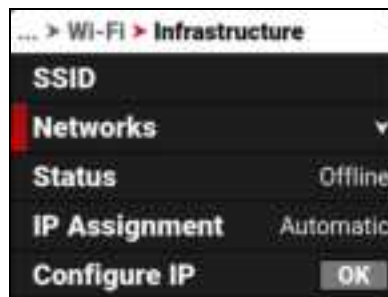 ... > Wi-Fi > Infrastructure
SSID
Networks
Status Offline
IP Assignment Automatic
Configure IP OK